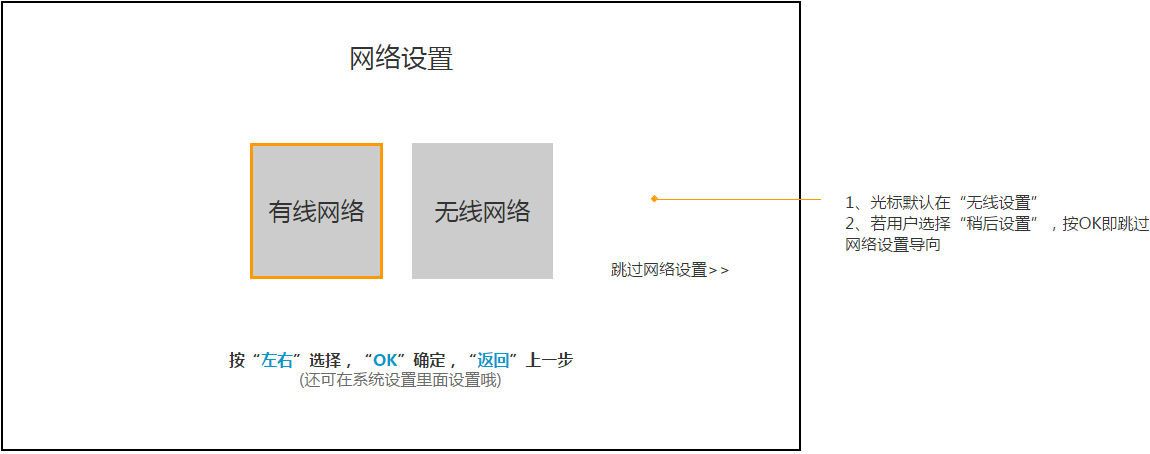 网络设置
有线网络
无线网络
跳过网络设置>>
按“左右”选择，“OK”确定，“返回”上一步
(还可在系统设置里面设置哦)
1、光标默认在“无线设置”
2、若用户选择“稍后设置”，按OK即跳过
网络设置导向